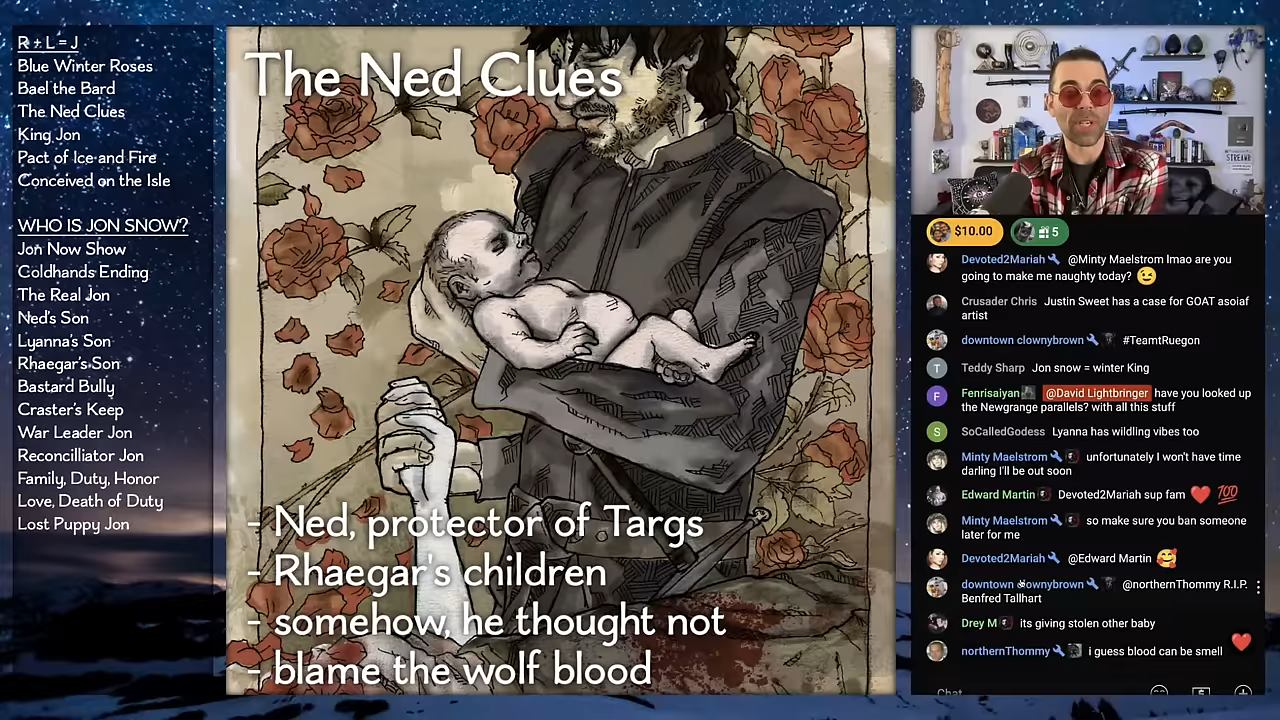 R + L = J
Blue Winter Roses
Bael the Bard
The Ned Clues
King Jon
Pact of Ice and Fire
Conceived on the Isle
WHO IS JON SNOW?
Jon Now Show
Coldhands Ending
The Real Jon
Ned's Son
Lyanna's Son
Rhaegar's Son
Bastard Bully
Craster's Keep
War Leader Jon
Reconcilliator Jon
Family, Duty, Honor
Love, Death of Duty
Lost Puppy Jon
The Ned Clues
- Ned, protector of Targs
- Rhaegar's children
- somehow, he thought not
- blame the wolf blood
$10.00
5
Devoted2Mariah @Minty Maelstrom lmao are you
going to make me naughty today? 😉
Crusader Chris Justin Sweet has a case for GOAT asoiaf
artist
downtown clownybrown #TeamtRuegon
Teddy Sharp Jon snow = winter King
Fenrisaiyan @David Lightbringer have you looked up
the Newgrange parallels? with all this stuff
SoCalledGodess Lyanna has wildling vibes too
Minty Maelstrom unfortunately I won't have time
darling I'll be out soon
Edward Martin Devoted2Mariah sup fam ❤️ 💯
Minty Maelstrom so make sure you ban someone
later for me
Devoted2Mariah @Edward Martin 🥰
downtown clownybrown @northernThommy R.I.P.
Benfred Tallhart
Drey M its giving stolen other baby
northernThommy i guess blood can be smell
Chat